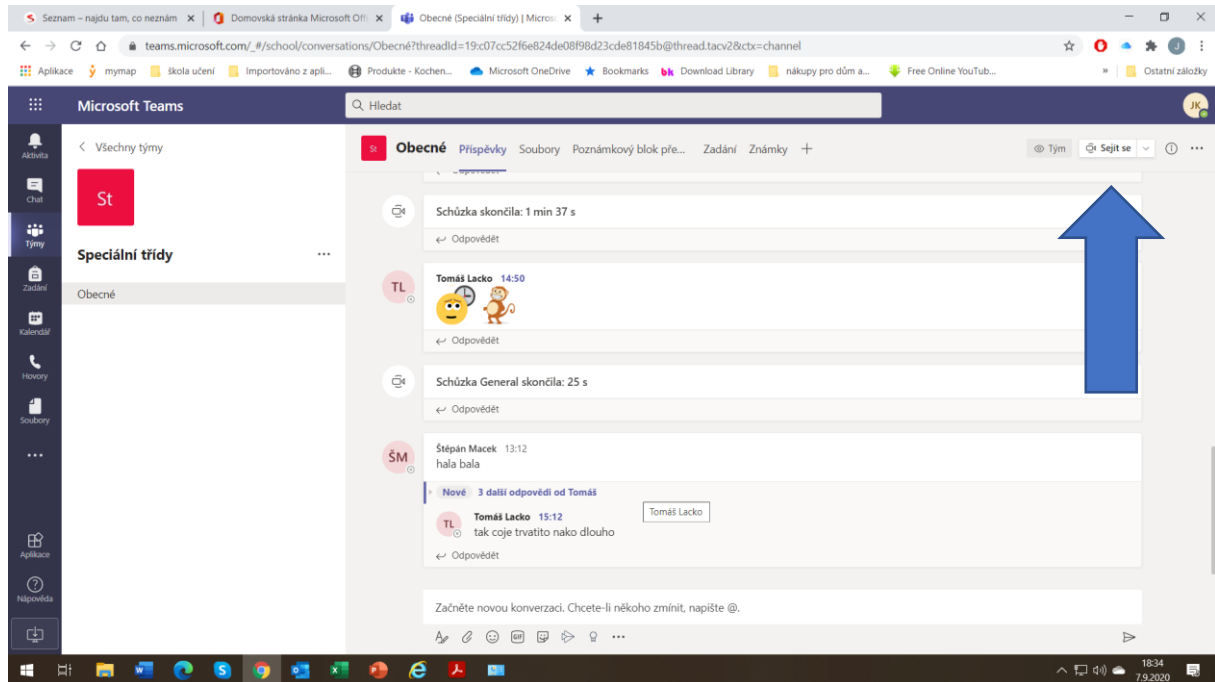 Seznam – najdu tam, co neznám
Domovská stránka Microsoft Offi
Obecné (Speciální třídy) | Micros
teams.microsoft.com/_#/school/conversations/Obecné?threadId=19:c07cc52f6e824de08f98d23cde81845b@thread.tacv2&ctx=channel
J
Aplikace mymap škola učení Importováno z apli... Produkte - Kochen... Microsoft OneDrive Bookmarks bk Download Library nákupy pro dům a... Free Online YouTub... » Ostatní záložky
Microsoft Teams
Hledat
JK
Aktivita
Chat
Týmy
Zadání
Kalendář
Hovory
Soubory
Aplikace
Nápověda
Všechny týmy
St
Speciální třídy
Obecné
St Obecné Příspěvky Soubory Poznámkový blok pře... Zadání Známky
Tým Sejít se
Schůzka skončila: 1 min 37 s
Odpovědět
TL
Tomáš Lacko 14:50
Odpovědět
Schůzka General skončila: 25 s
Odpovědět
ŠM
Štěpán Macek 13:12
hala bala
Nové 3 další odpovědi od Tomáš
TL
Tomáš Lacko 15:12
tak coje trvatito nako dlouho
Tomáš Lacko
Odpovědět
Začněte novou konverzaci. Chcete-li někoho zmínit, napište @.
GIF
18:34
7.9.2020